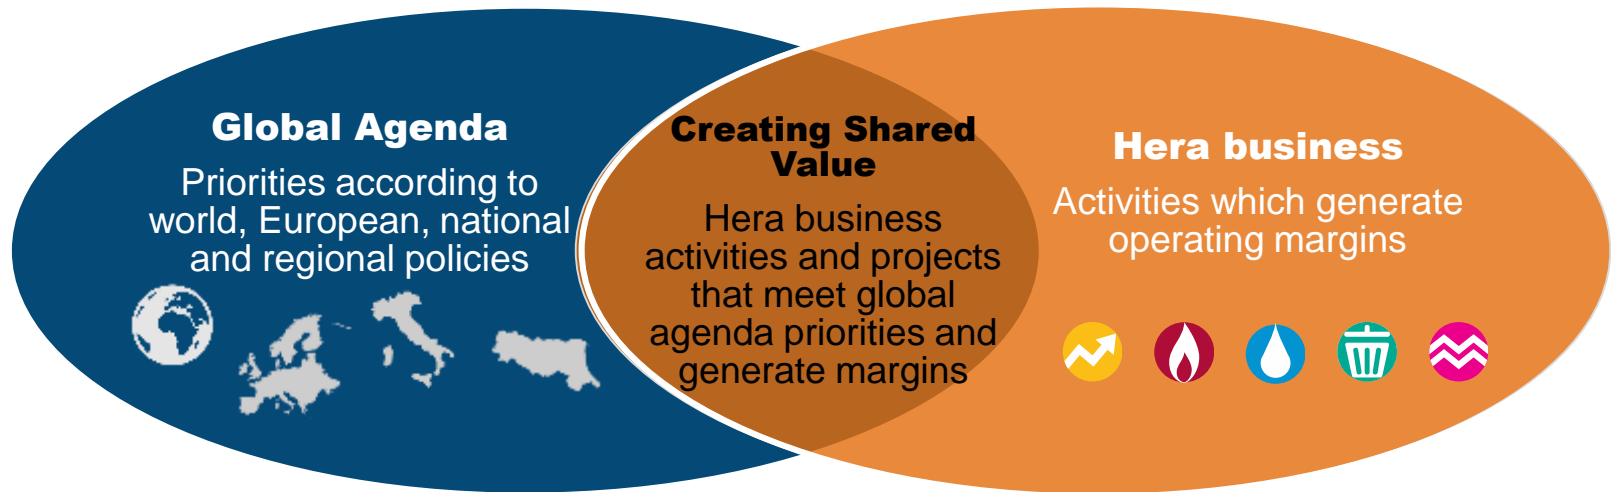 Global Agenda
Priorities according to
world, European, national
and regional policies
Creating Shared
Value
Hera business
activities and projects
that meet global
agenda priorities and
generate margins
Hera business
Activities which generate
operating margins